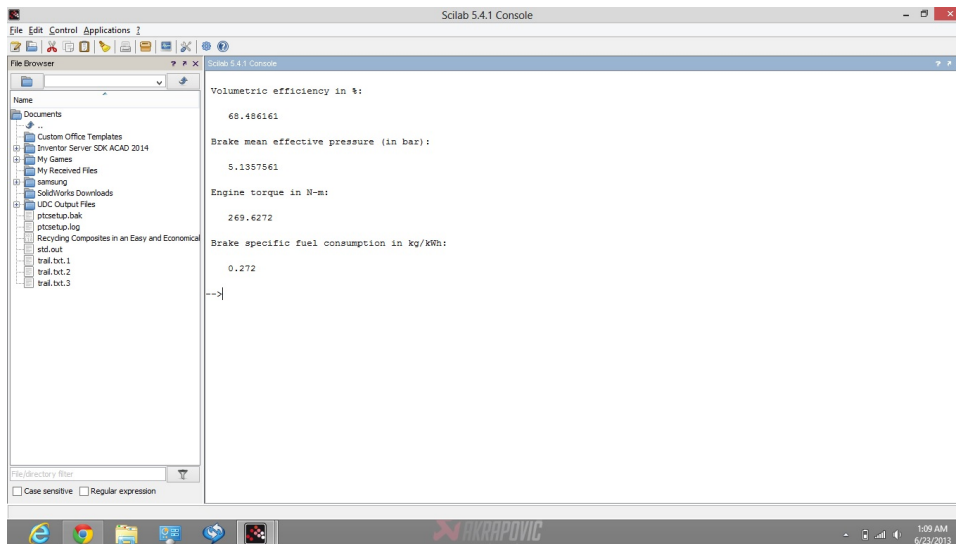 Scilab 5.4.1 Console
File Edit Control Applications ?
File Browser
Scilab 5.4.1 Console
Name
Documents
..
Custom Office Templates
Inventor Server SDK ACAD 2014
My Games
My Received Files
samsung
SolidWorks Downloads
UDC Output Files
ptcsetup.bak
ptcsetup.log
Recycling Composites in an Easy and Economical
std.out
trail.txt.1
trail.txt.2
trail.txt.3
File/directory filter
Case sensitive Regular expression
Volumetric efficiency in %:
68.486161
Brake mean effective pressure (in bar):
5.1357561
Engine torque in N-m:
269.6272
Brake specific fuel consumption in kg/kWh:
0.272
-->
AKRAPOVIC
1:09 AM
6/23/2013